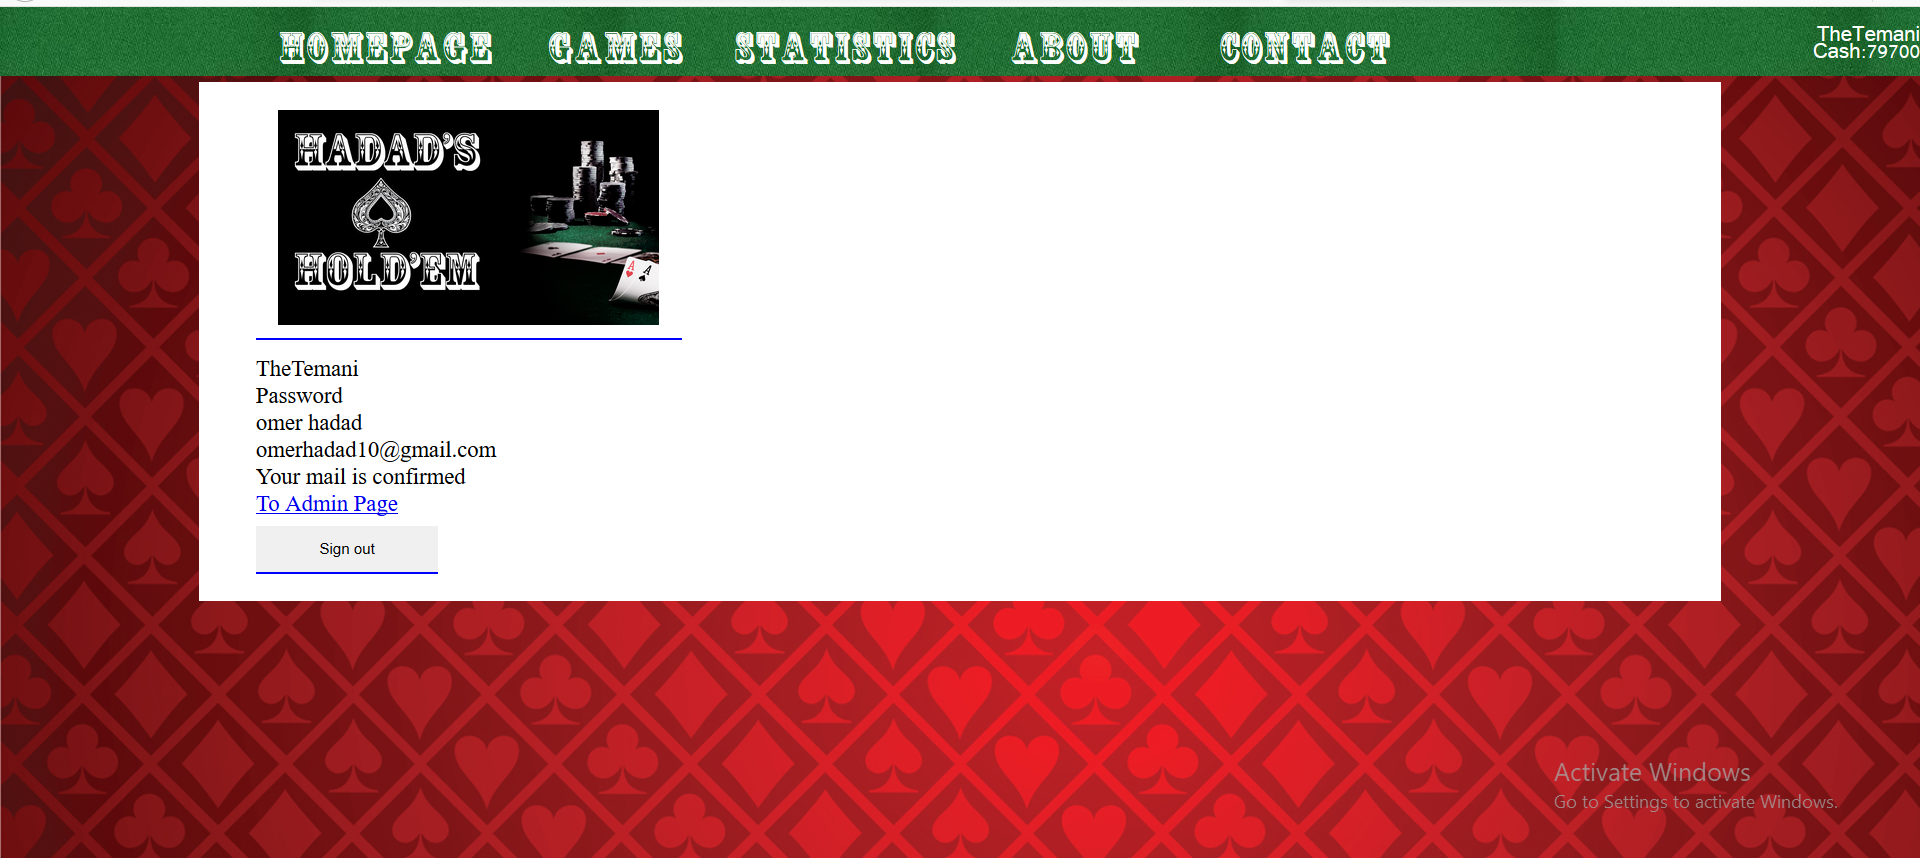 HOMEPAGE GAMES STATISTICS ABOUT CONTACT
TheTemani
Cash:79700
HADAD'S
HOLD'EM
A A
TheTemani
Password
omer hadad
omerhadad10@gmail.com
Your mail is confirmed
To Admin Page
Sign out
Activate Windows
Go to Settings to activate Windows.